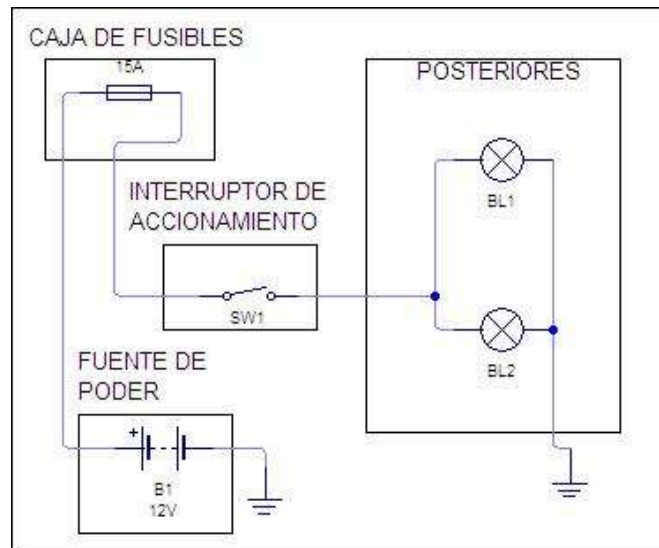 CAJA DE FUSIBLES
15A
POSTERIORES
BL1
INTERRUPTOR DE
ACCIONAMIENTO
SW1
BL2
FUENTE DE
PODER
+
B1
12V